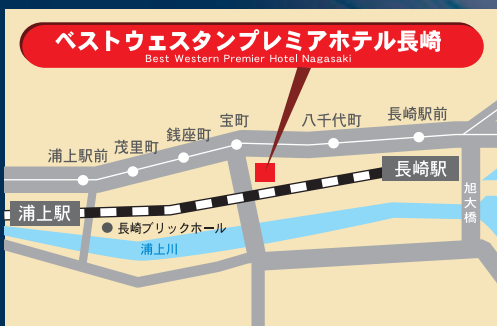 ベストウェスタンプレミアホテル長崎
Best Western Premier Hotel Nagasaki
宝町
八千代町
長崎駅前
銭座町
茂里町
浦上駅前
長崎駅
旭大橋
浦上駅
長崎ブリックホール
浦上川